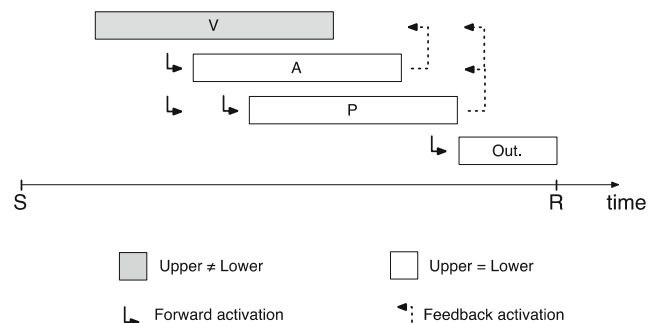 V
A
P
Out.
S R time
Upper ≠ Lower Upper = Lower
Forward activation Feedback activation